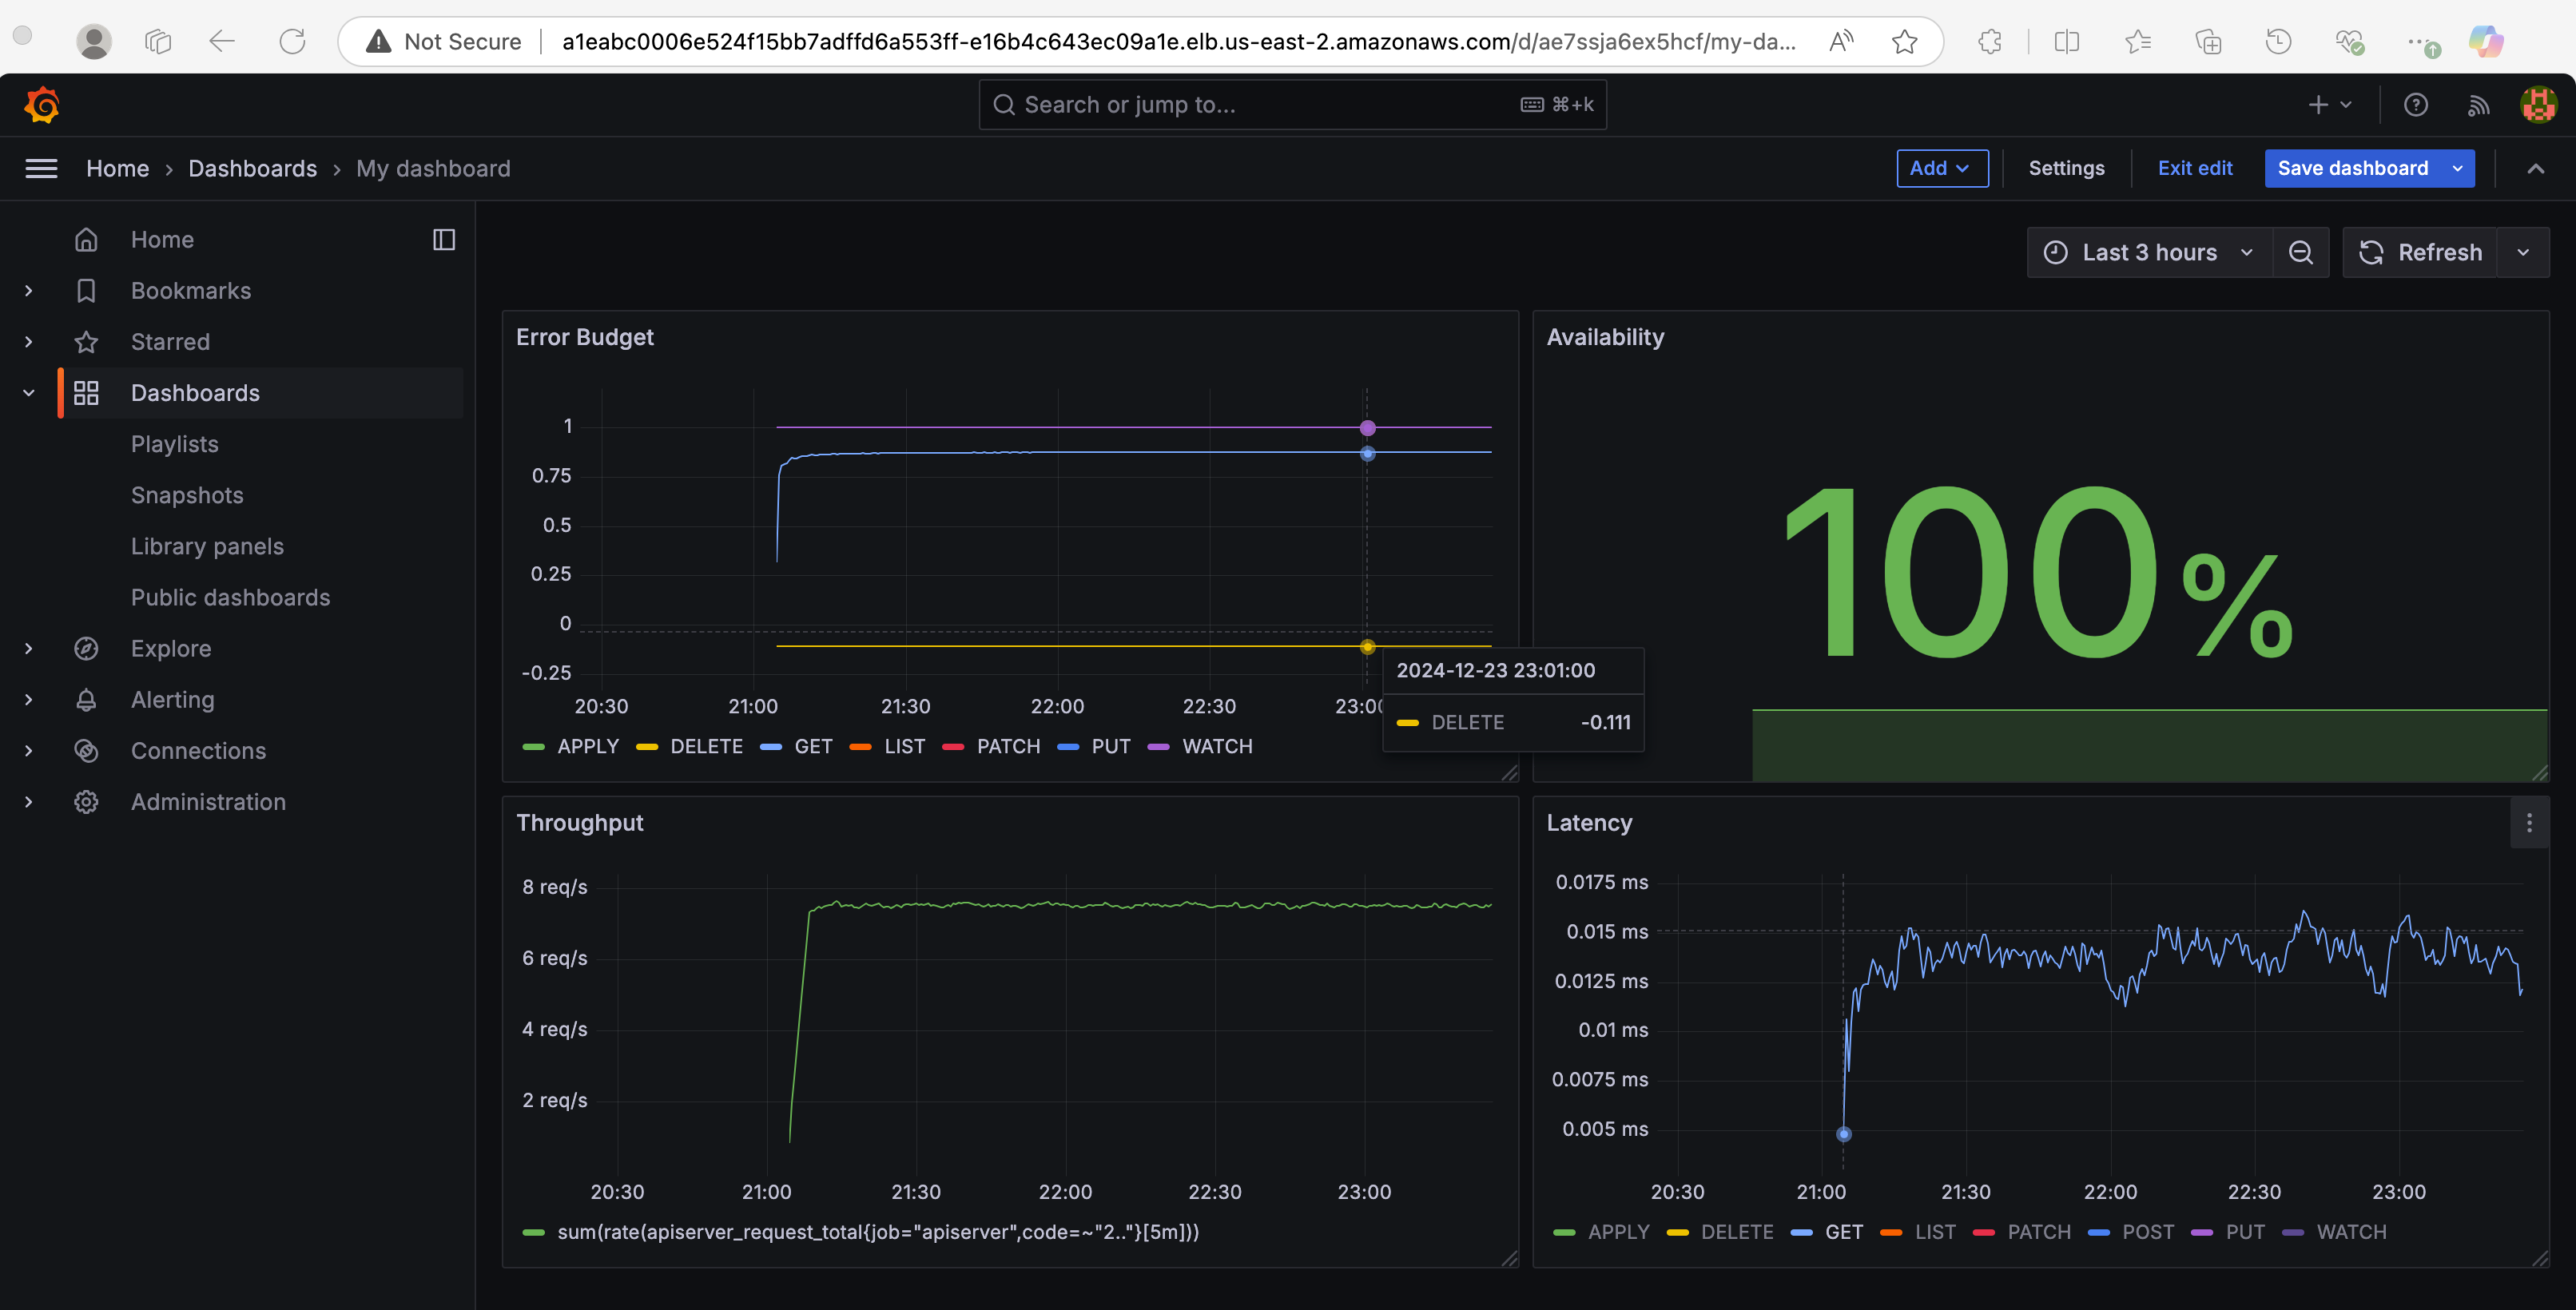 Not Secure a1eabc0006e524f15bb7adffd6a553ff-e16b4c643ec09a1e.elb.us-east-2.amazonaws.com/d/ae7ssja6ex5hcf/my-da...
Search or jump to... ⌘+k
Home › Dashboards › My dashboard Add Settings Exit edit Save dashboard
Home
Bookmarks
Starred
Dashboards
Playlists
Snapshots
Library panels
Public dashboards
Explore
Alerting
Connections
Administration
Last 3 hours Refresh
Error Budget
1
0.75
0.5
0.25
0
-0.25
20:30 21:00 21:30 22:00 22:30 23:00
APPLY DELETE GET LIST PATCH PUT WATCH
2024-12-23 23:01:00
DELETE -0.111
Availability
100%
Throughput
8 req/s
6 req/s
4 req/s
2 req/s
20:30 21:00 21:30 22:00 22:30 23:00
sum(rate(apiserver_request_total{job="apiserver",code=~"2.."}[5m]))
Latency
0.0175 ms
0.015 ms
0.0125 ms
0.01 ms
0.0075 ms
0.005 ms
20:30 21:00 21:30 22:00 22:30 23:00
APPLY DELETE GET LIST PATCH POST PUT WATCH